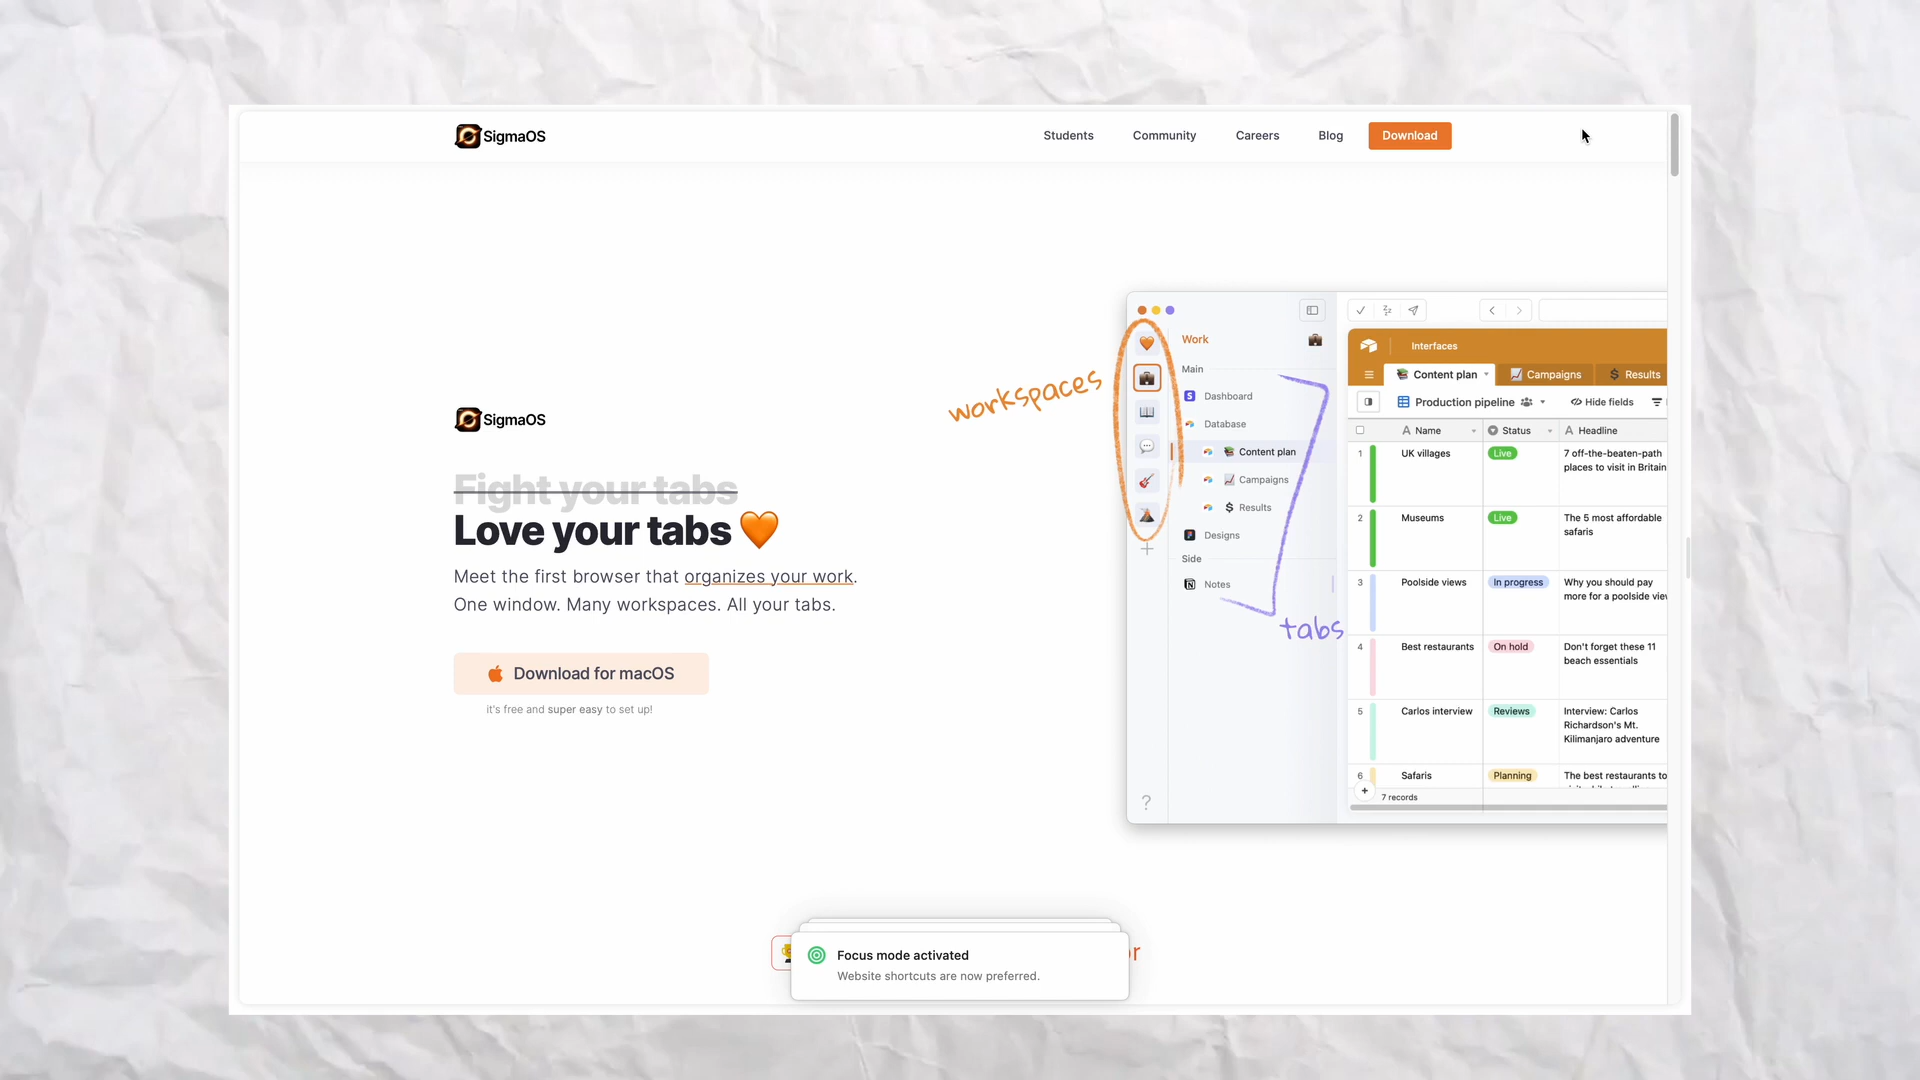 SigmaOS
Students
Community
Careers
Blog
Download
SigmaOS
Fight your tabs
Love your tabs 🧡
Meet the first browser that organizes your work.
One window. Many workspaces. All your tabs.
Download for macOS
it's free and super easy to set up!
workspaces
tabs
Work
Main
Dashboard
Database
Content plan
Campaigns
Results
Designs
Side
Notes
?
Interfaces
Content plan
Campaigns
Results
Production pipeline
Hide fields
Name
Status
Headline
1 UK villages Live 7 off-the-beaten-path
places to visit in Britain
2 Museums Live The 5 most affordable
safaris
3 Poolside views In progress Why you should pay
more for a poolside
4 Best restaurants On hold Don't forget these 11
beach essentials
5 Carlos interview Reviews Interview: Carlos
Richardson's Mt.
Kilimanjaro adventure
6 Safaris Planning The best restaurants to
7 records
Focus mode activated
Website shortcuts are now preferred.